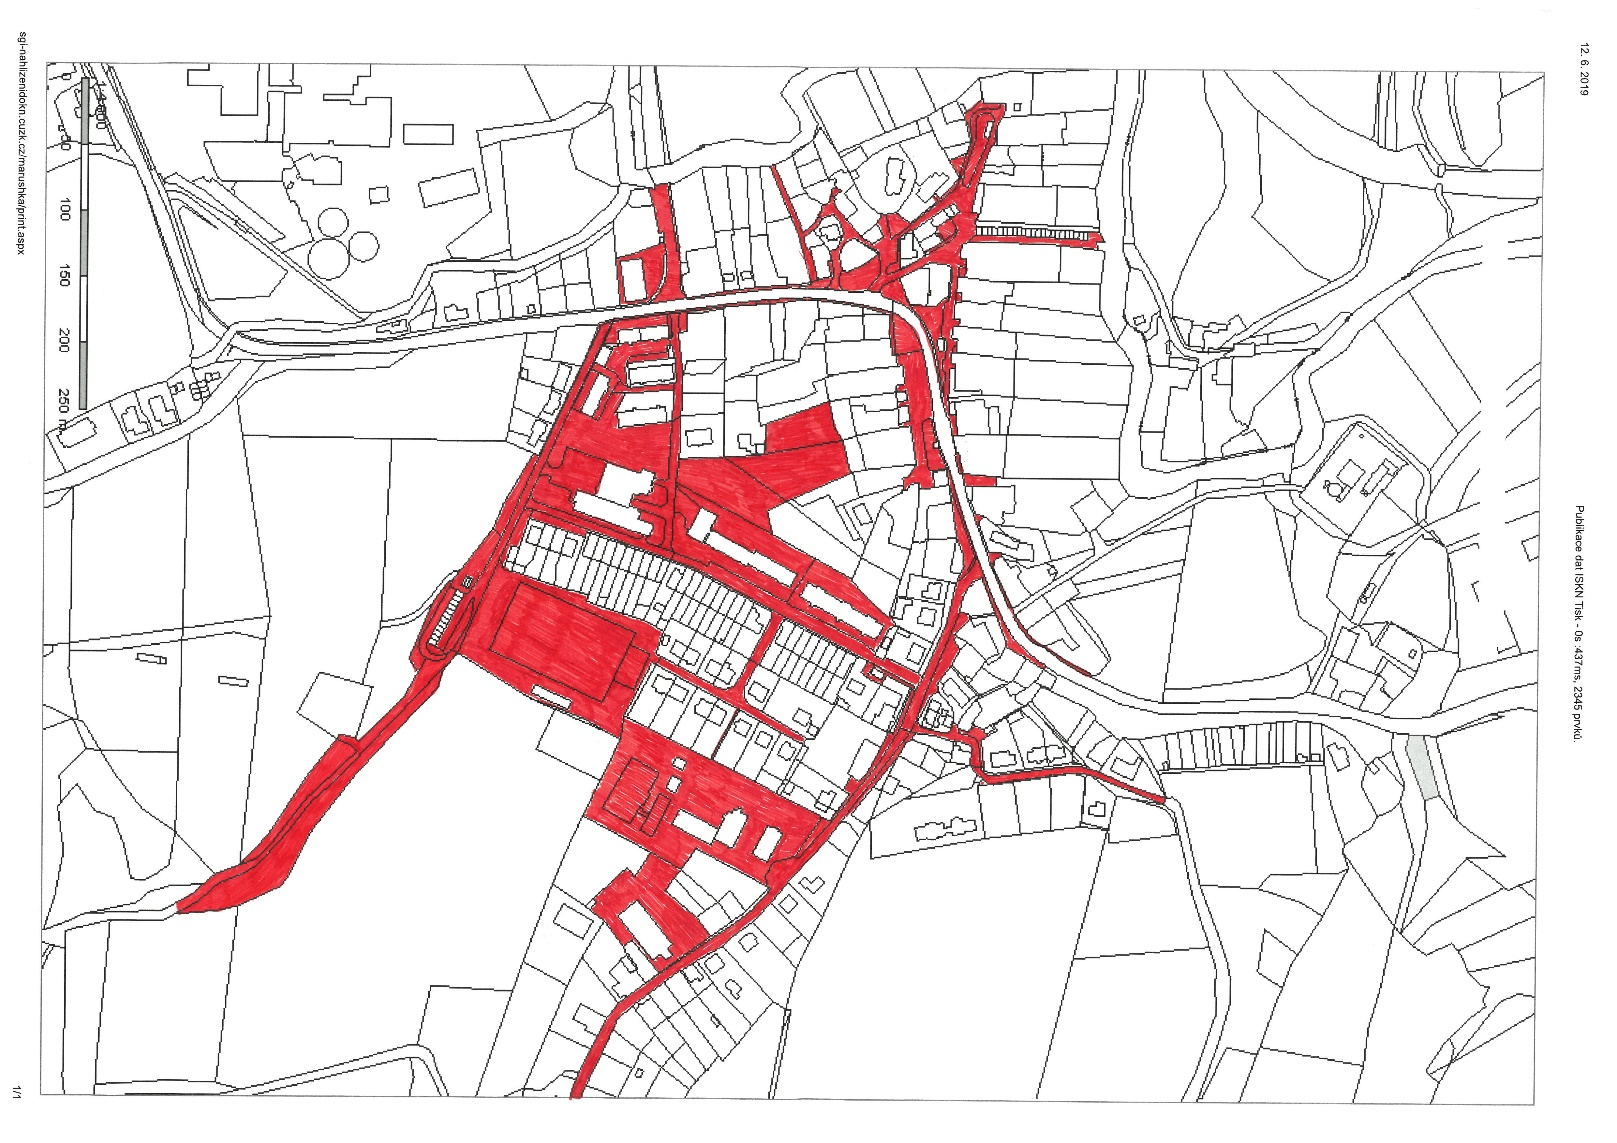 12. 6. 2019
Publikace dat ISKN Tisk - 0s :437ms, 2345 prvků.
sgi-nahlizenidokn.cuzk.cz/marushka/print.aspx
1/1
0
50
100
150
200
250 m